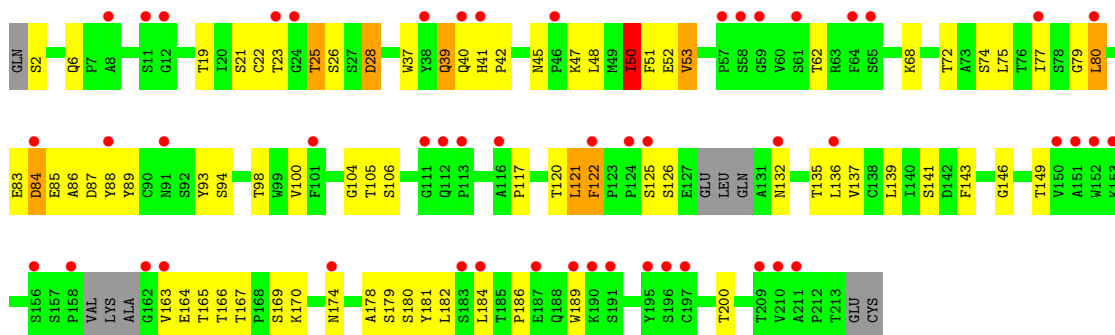 GLN S2 Q6 P7 A8 S11 G12 T19 I20 S21 C22 T23 G24 T25 S26 S27 D28 W37 Y38 Q39 Q40 H41 P42 N45 P46 K47 L48 M49 I50 F51 E52 V53 P57 S58 G59 V60 S61 T62 R63 F64 S65 K68 T72 A73 S74 L75 T76 I77 S78 G79 L80
E83 D84 E85 A86 D87 Y88 Y89 C90 N91 S92 Y93 S94 T98 W99 V100 F101 G104 T105 S106 G111 Q112 P113 A116 P117 T120 L121 F122 P123 P124 S125 S126 E127 GLU LEU GLN A131 N132 T135 L136 V137 C138 L139 I140 S141 D142 F143 G146 T149 V150 A151 W152 K153
S156 S157 P158 VAL LYS ALA G162 V163 E164 T165 T166 T167 P168 S169 K170 N174 A178 S179 S180 Y181 L182 S183 L184 T185 P186 E187 Q188 W189 K190 S191 Y195 S196 C197 T200 T209 V210 A211 P212 T213 GLU CYS